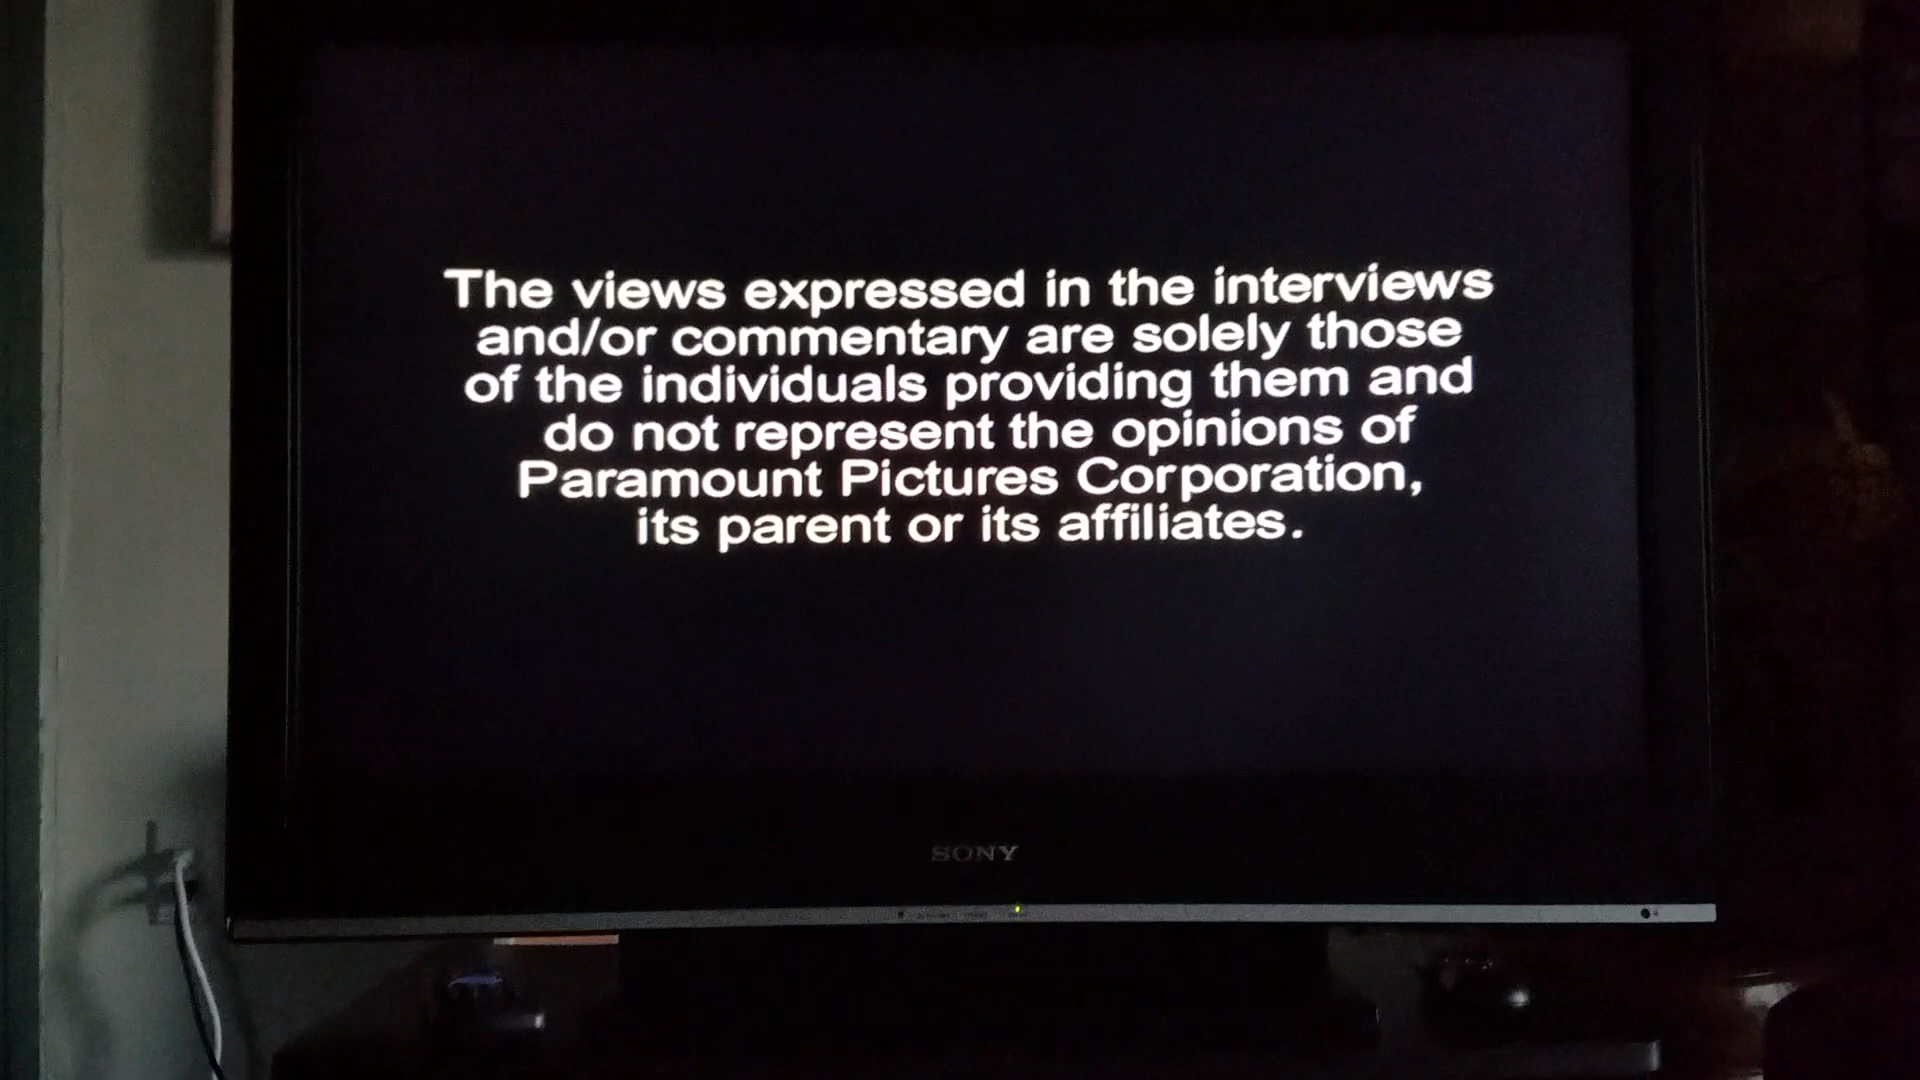 The views expressed in the interviews
and/or commentary are solely those
of the individuals providing them and
do not represent the opinions of
Paramount Pictures Corporation,
its parent or its affiliates.
SONY